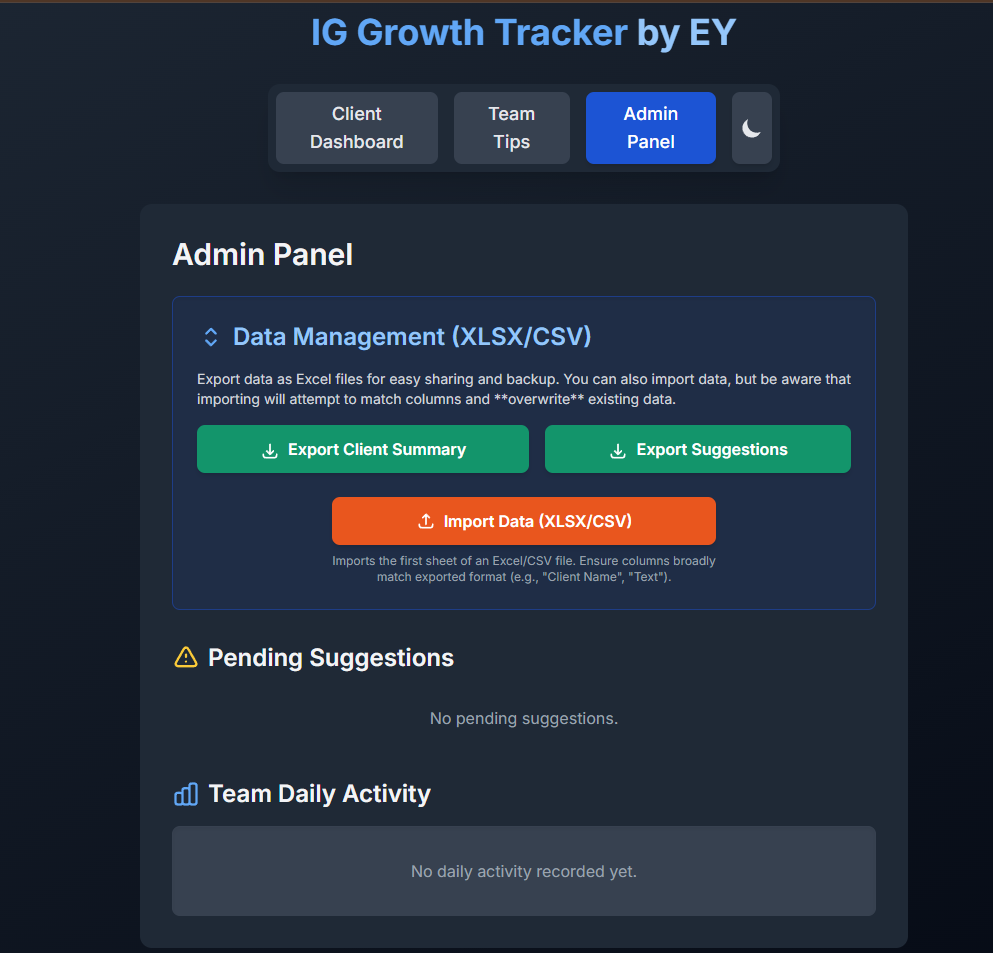 IG Growth Tracker by EY
Client
Dashboard
Team
Tips
Admin
Panel
Admin Panel
Data Management (XLSX/CSV)
Export data as Excel files for easy sharing and backup. You can also import data, but be aware that
importing will attempt to match columns and **overwrite** existing data.
Export Client Summary
Export Suggestions
Import Data (XLSX/CSV)
Imports the first sheet of an Excel/CSV file. Ensure columns broadly
match exported format (e.g., "Client Name", "Text").
Pending Suggestions
No pending suggestions.
Team Daily Activity
No daily activity recorded yet.